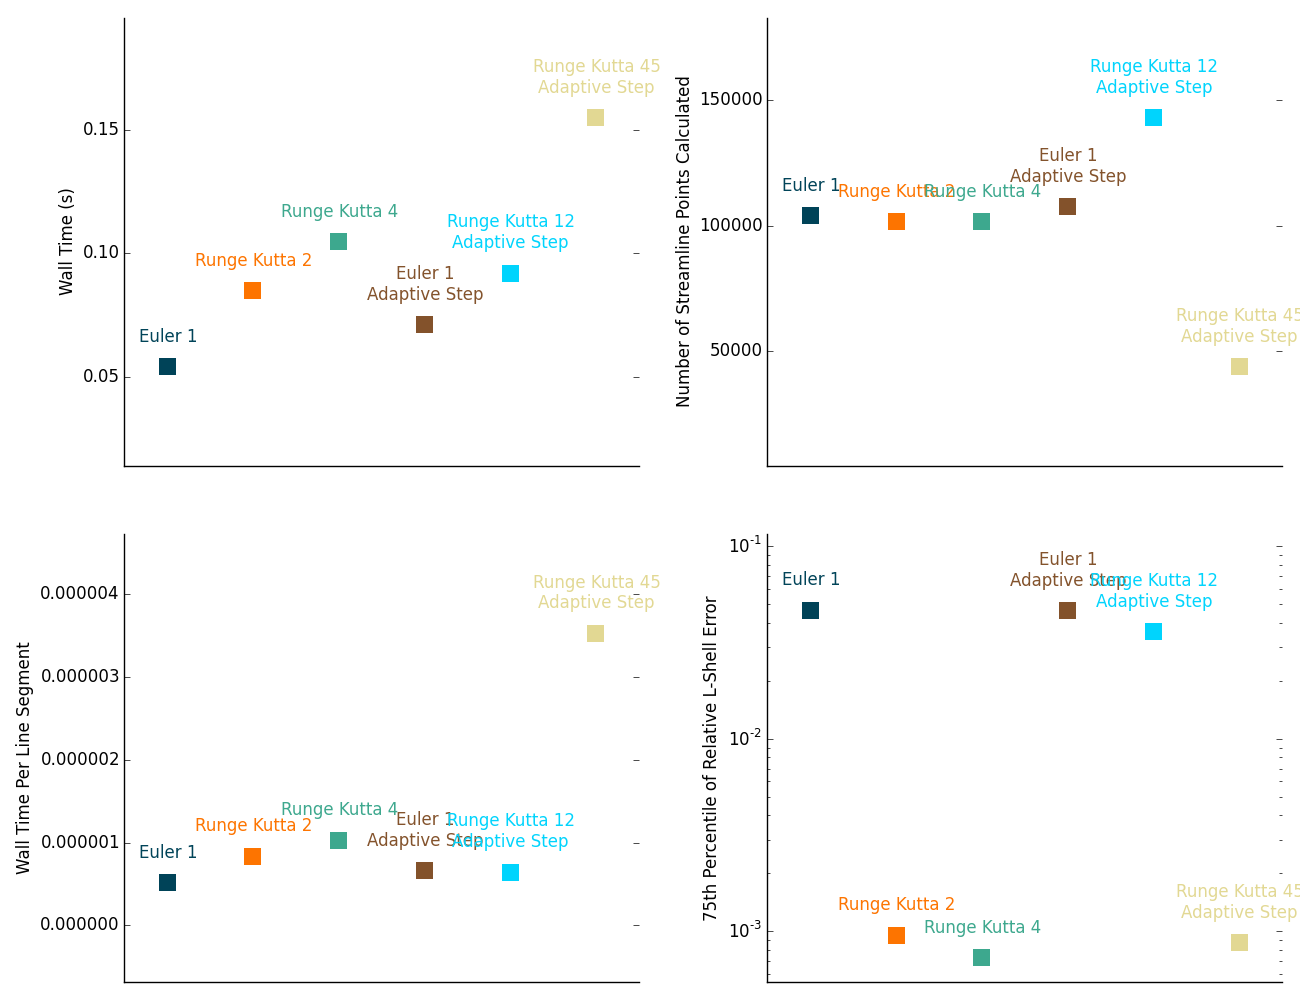 Wall Time (s)
0.15
0.10
0.05
Runge Kutta 45
Adaptive Step
Runge Kutta 4
Runge Kutta 12
Adaptive Step
Runge Kutta 2
Euler 1
Adaptive Step
Euler 1
Number of Streamline Points Calculated
150000
100000
50000
Runge Kutta 12
Adaptive Step
Euler 1
Adaptive Step
Euler 1
Runge Kutta 2
Runge Kutta 4
Runge Kutta 45
Adaptive Step
Wall Time Per Line Segment
0.000004
0.000003
0.000002
0.000001
0.000000
Runge Kutta 45
Adaptive Step
Runge Kutta 4
Runge Kutta 2
Euler 1
Adaptive Step
Runge Kutta 12
Adaptive Step
Euler 1
75th Percentile of Relative L-Shell Error
10⁻¹
10⁻²
10⁻³
Euler 1
Euler 1
Adaptive Step
Runge Kutta 12
Adaptive Step
Runge Kutta 2
Runge Kutta 4
Runge Kutta 45
Adaptive Step